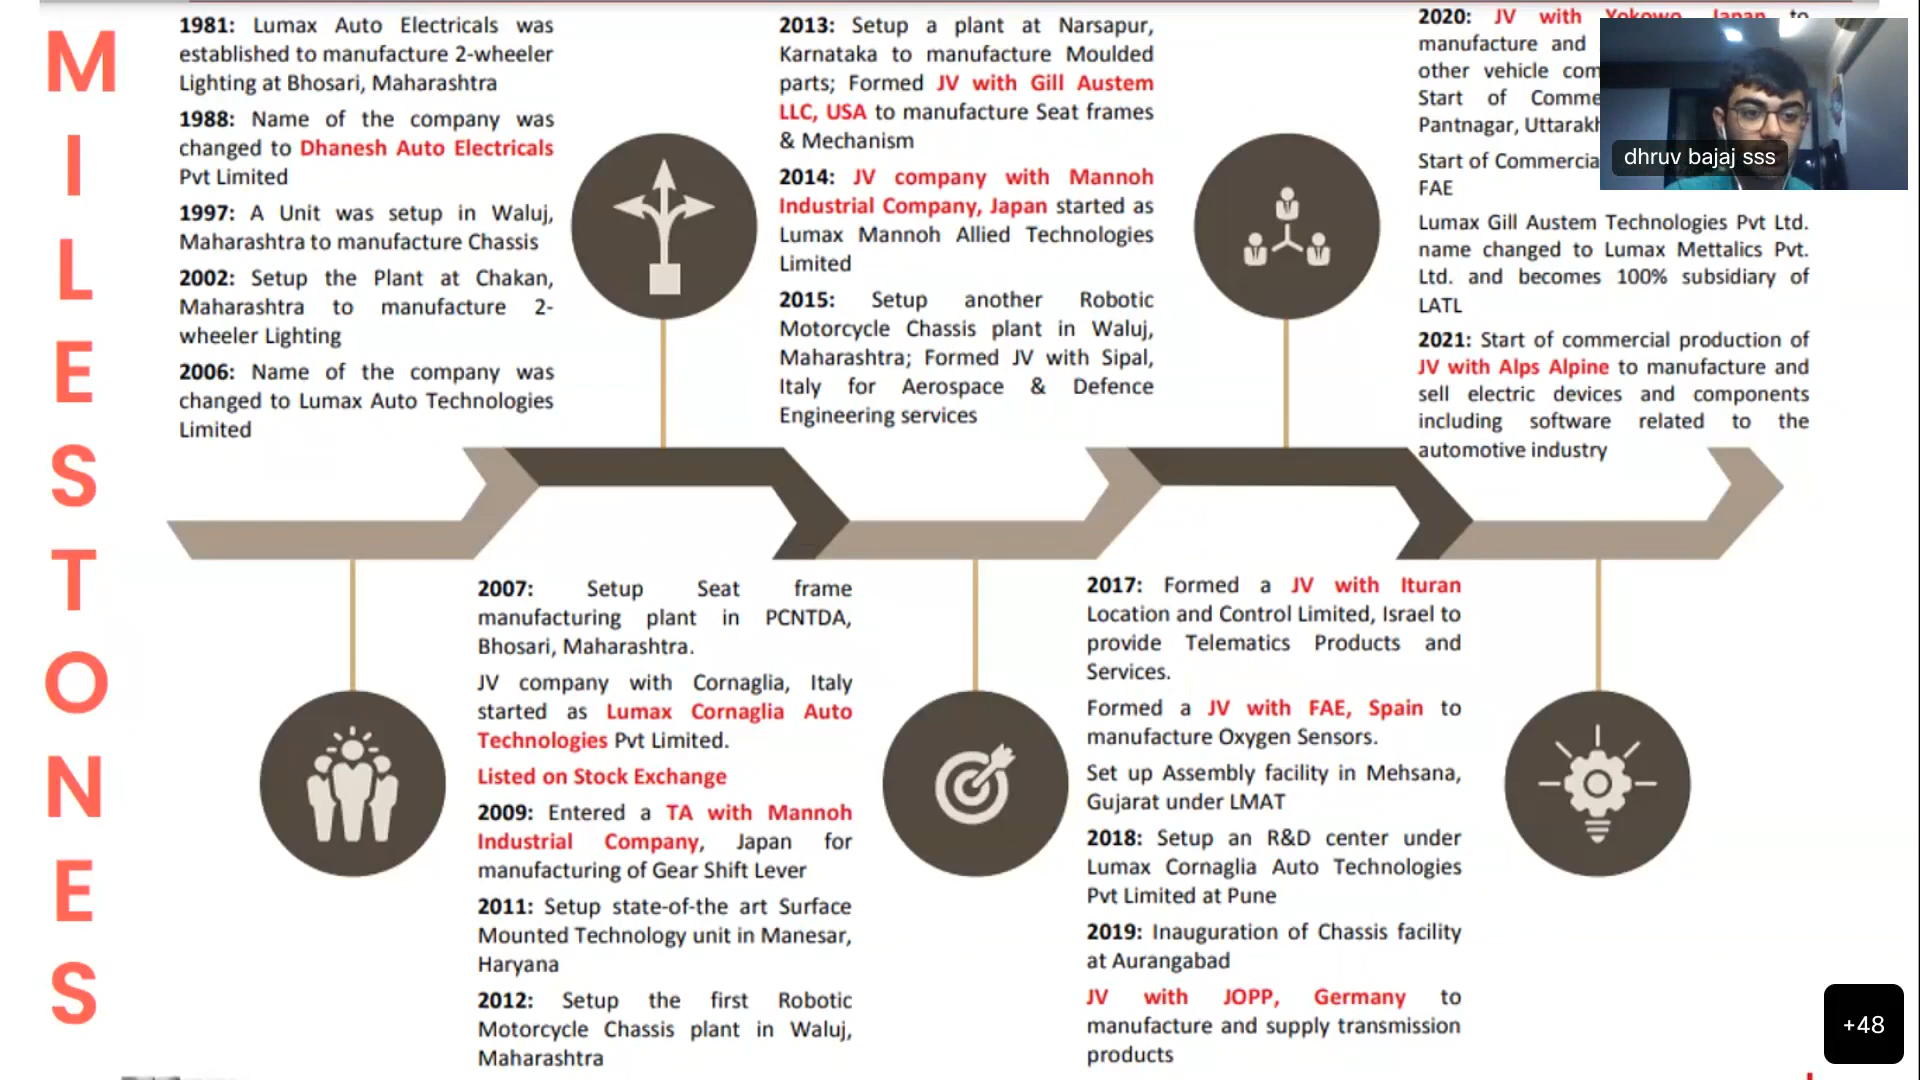 MILESTONES
1981: Lumax Auto Electricals was
established to manufacture 2-wheeler
Lighting at Bhosari, Maharashtra
1988: Name of the company was
changed to Dhanesh Auto Electricals
Pvt Limited
1997: A Unit was setup in Waluj,
Maharashtra to manufacture Chassis
2002: Setup the Plant at Chakan,
Maharashtra to manufacture 2-
wheeler Lighting
2006: Name of the company was
changed to Lumax Auto Technologies
Limited
2007: Setup Seat frame
manufacturing plant in PCNTDA,
Bhosari, Maharashtra.
JV company with Cornaglia, Italy
started as Lumax Cornaglia Auto
Technologies Pvt Limited.
Listed on Stock Exchange
2009: Entered a TA with Mannoh
Industrial Company, Japan for
manufacturing of Gear Shift Lever
2011: Setup state-of-the art Surface
Mounted Technology unit in Manesar,
Haryana
2012: Setup the first Robotic
Motorcycle Chassis plant in Waluj,
Maharashtra
2013: Setup a plant at Narsapur,
Karnataka to manufacture Moulded
parts; Formed JV with Gill Austem
LLC, USA to manufacture Seat frames
& Mechanism
2014: JV company with Mannoh
Industrial Company, Japan started as
Lumax Mannoh Allied Technologies
Limited
2015: Setup another Robotic
Motorcycle Chassis plant in Waluj,
Maharashtra; Formed JV with Sipal,
Italy for Aerospace & Defence
Engineering services
2017: Formed a JV with Ituran
Location and Control Limited, Israel to
provide Telematics Products and
Services.
Formed a JV with FAE, Spain to
manufacture Oxygen Sensors.
Set up Assembly facility in Mehsana,
Gujarat under LMAT
2018: Setup an R&D center under
Lumax Cornaglia Auto Technologies
Pvt Limited at Pune
2019: Inauguration of Chassis facility
at Aurangabad
JV with JOPP, Germany to
manufacture and supply transmission
products
2020: JV with Yokowo, Japan to
manufacture and
other vehicle
Start of
Pantnagar,
Start of
FAE
Lumax Gill Austem Technologies Pvt Ltd.
name changed to Lumax Mettalics Pvt.
Ltd. and becomes 100% subsidiary of
LATL
2021: Start of commercial production of
JV with Alps Alpine to manufacture and
sell electric devices and components
including software related to the
automotive industry
dhruv bajaj sss
+48